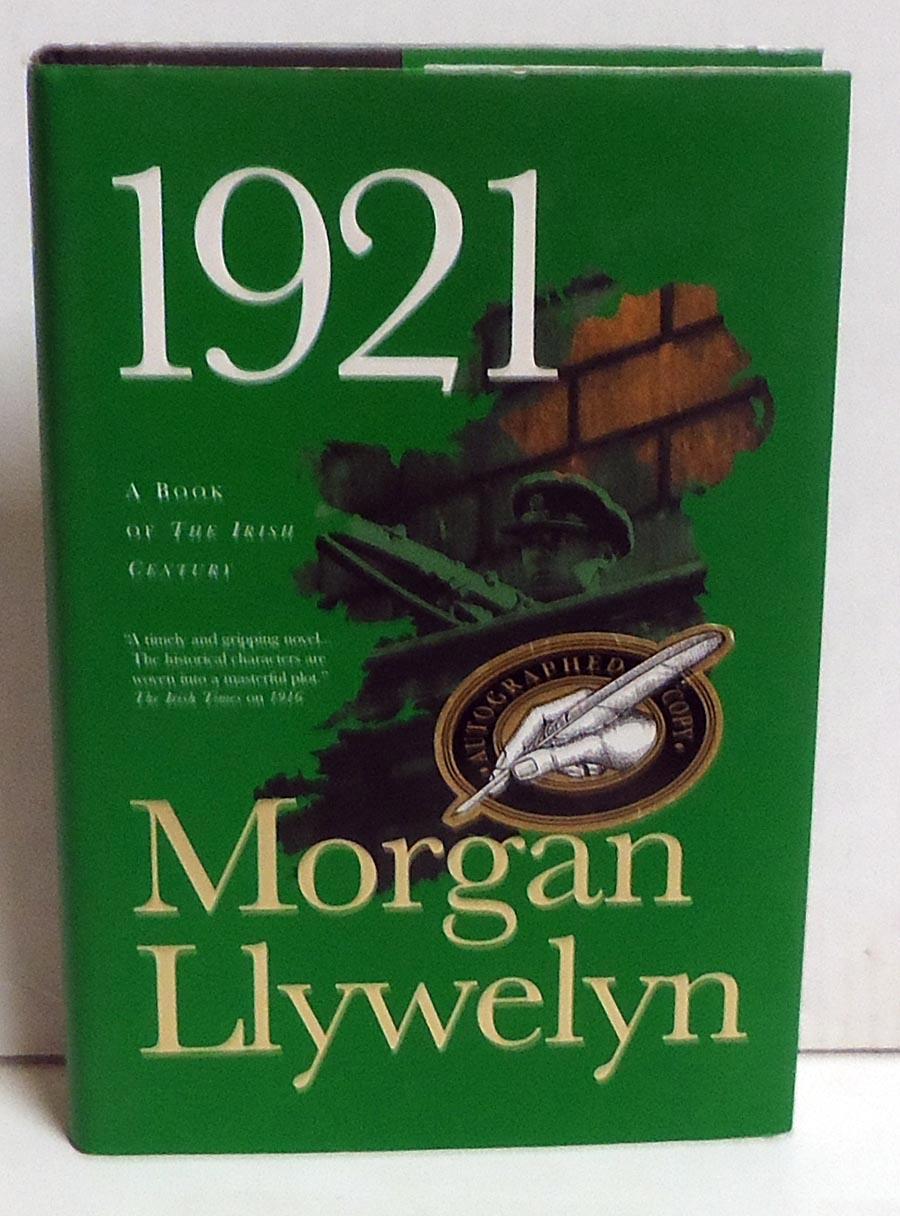 1921
A BOOK
OF THE IRISH
CENTURY
"A timely and gripping novel...
The historical characters are
woven into a masterful plot."
The Irish Times on 1916
· AUTOGRAPHED COPY ·
Morgan
Llywelyn